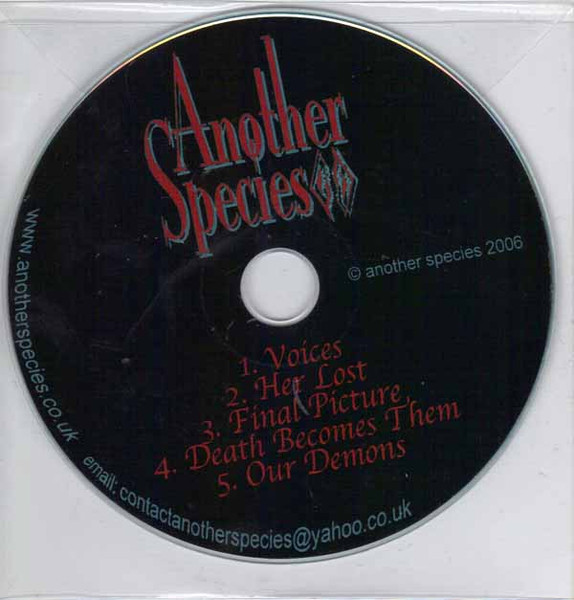 Another
Species
© another species 2006
1. Voices
2. Her Lost
3. Final Picture
4. Death Becomes Them
5. Our Demons
www.anotherspecies.co.uk
email: contactanotherspecies@yahoo.co.uk